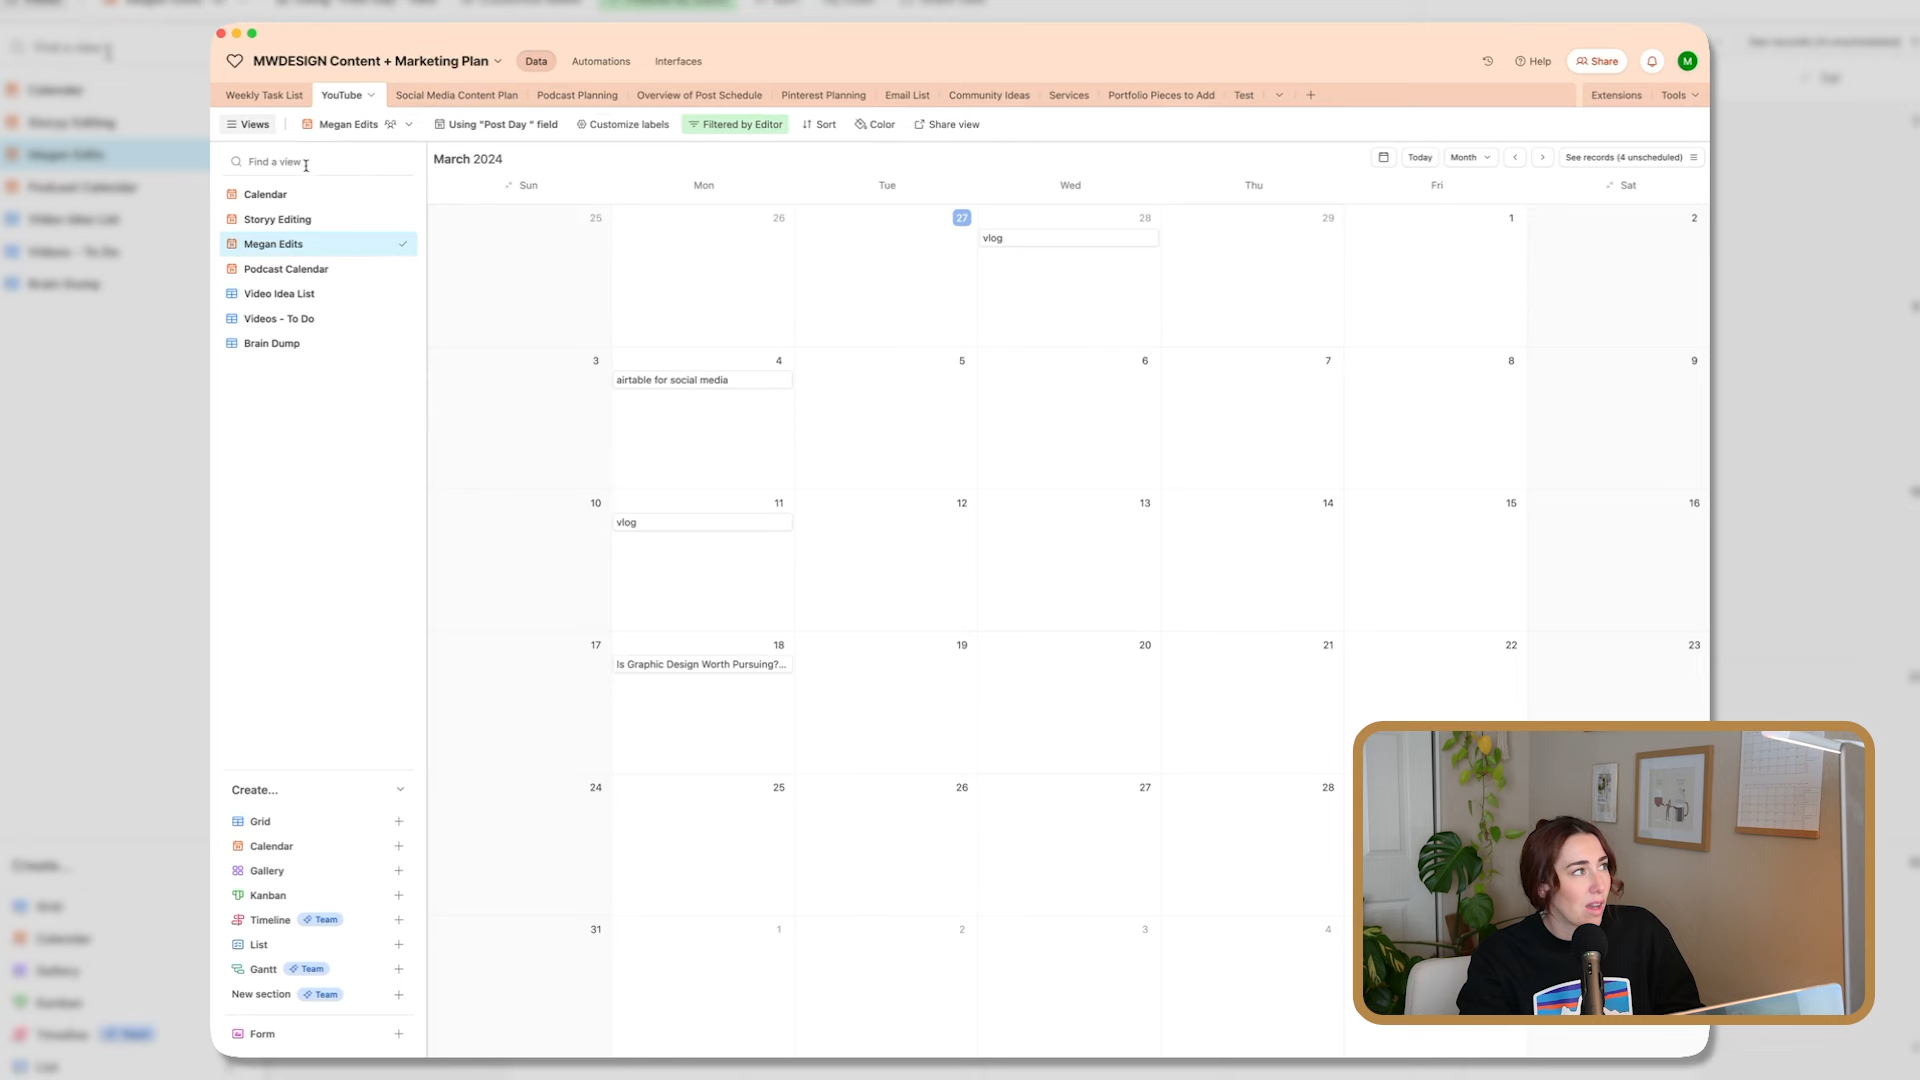 MWDESIGN Content + Marketing Plan Data Automations Interfaces Help Share M
Weekly Task List YouTube Social Media Content Plan Podcast Planning Overview of Post Schedule Pinterest Planning Email List Community Ideas Services Portfolio Pieces to Add Test Extensions Tools
Views Megan Edits Using "Post Day " field Customize labels Filtered by Editor Sort Color Share view
Find a view
Calendar
Storyy Editing
Megan Edits
Podcast Calendar
Video Idea List
Videos - To Do
Brain Dump
Create...
Grid
Calendar
Gallery
Kanban
Timeline Team
List
Gantt Team
New section Team
Form
March 2024 Today Month See records (4 unscheduled)
Sun Mon Tue Wed Thu Fri Sat
25 26 27 28 29 1 2
vlog
3 4 5 6 7 8 9
airtable for social media
10 11 12 13 14 15 16
vlog
17 18 19 20 21 22 23
Is Graphic Design Worth Pursuing?...
24 25 26 27 28
31 1 2 3 4